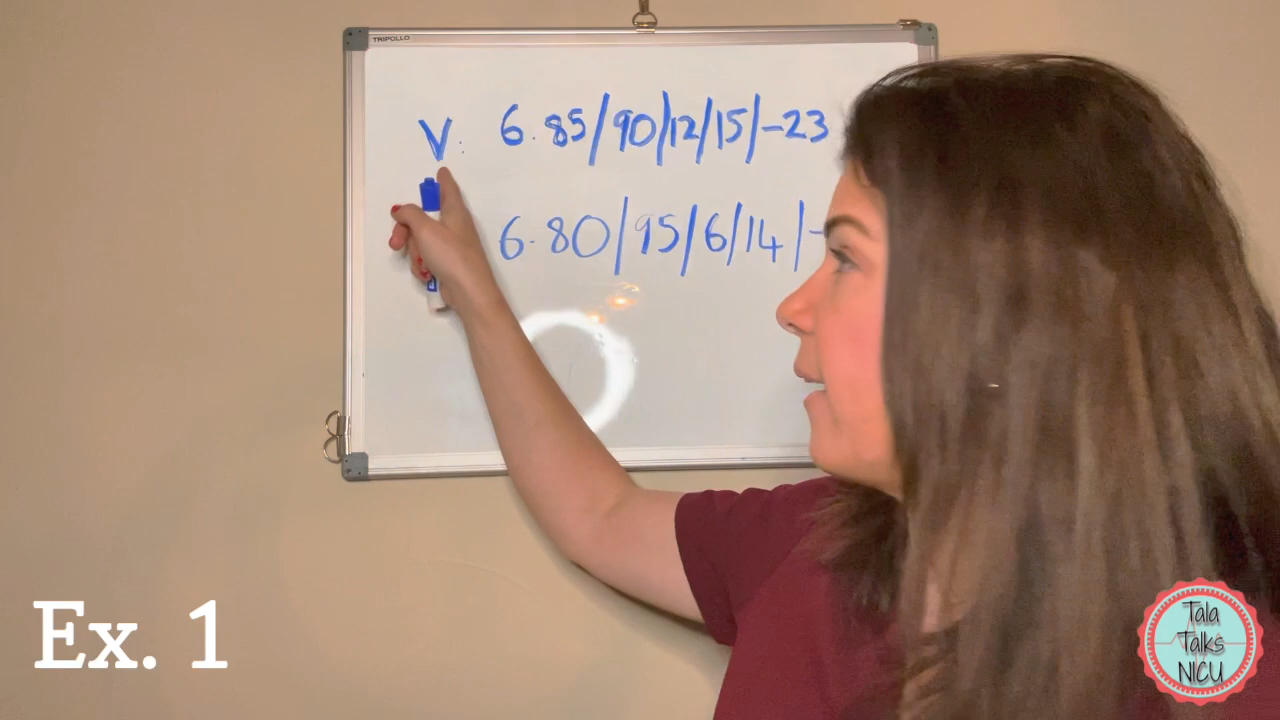 TRIPOLLO
V. 6.85/90/12/15/-23
6.80/95/6/14/-
Ex. 1
Tala
Talks
NICU